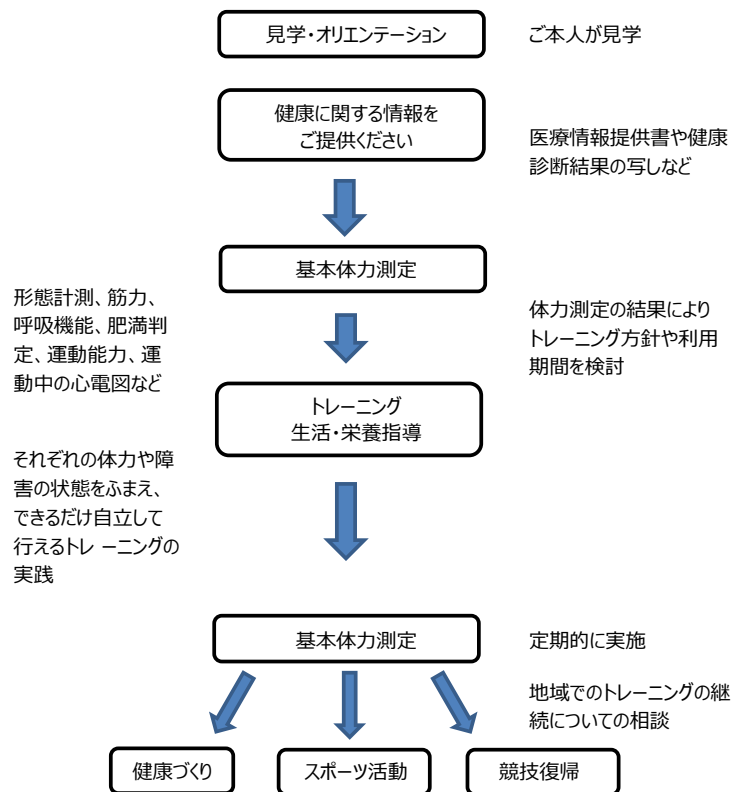 見学・オリエンテーション
ご本人が見学
健康に関する情報を
ご提供ください
医療情報提供書や健康
診断結果の写しなど
基本体力測定
形態計測、筋力、
呼吸機能、肥満判
定、運動能力、運
動中の心電図など
体力測定の結果により
トレーニング方針や利用
期間を検討
トレーニング
生活・栄養指導
それぞれの体力や障
害の状態をふまえ、
できるだけ自立して
行えるトレ ーニングの
実践
基本体力測定
定期的に実施
地域でのトレーニングの継
続についての相談
健康づくり
スポーツ活動
競技復帰